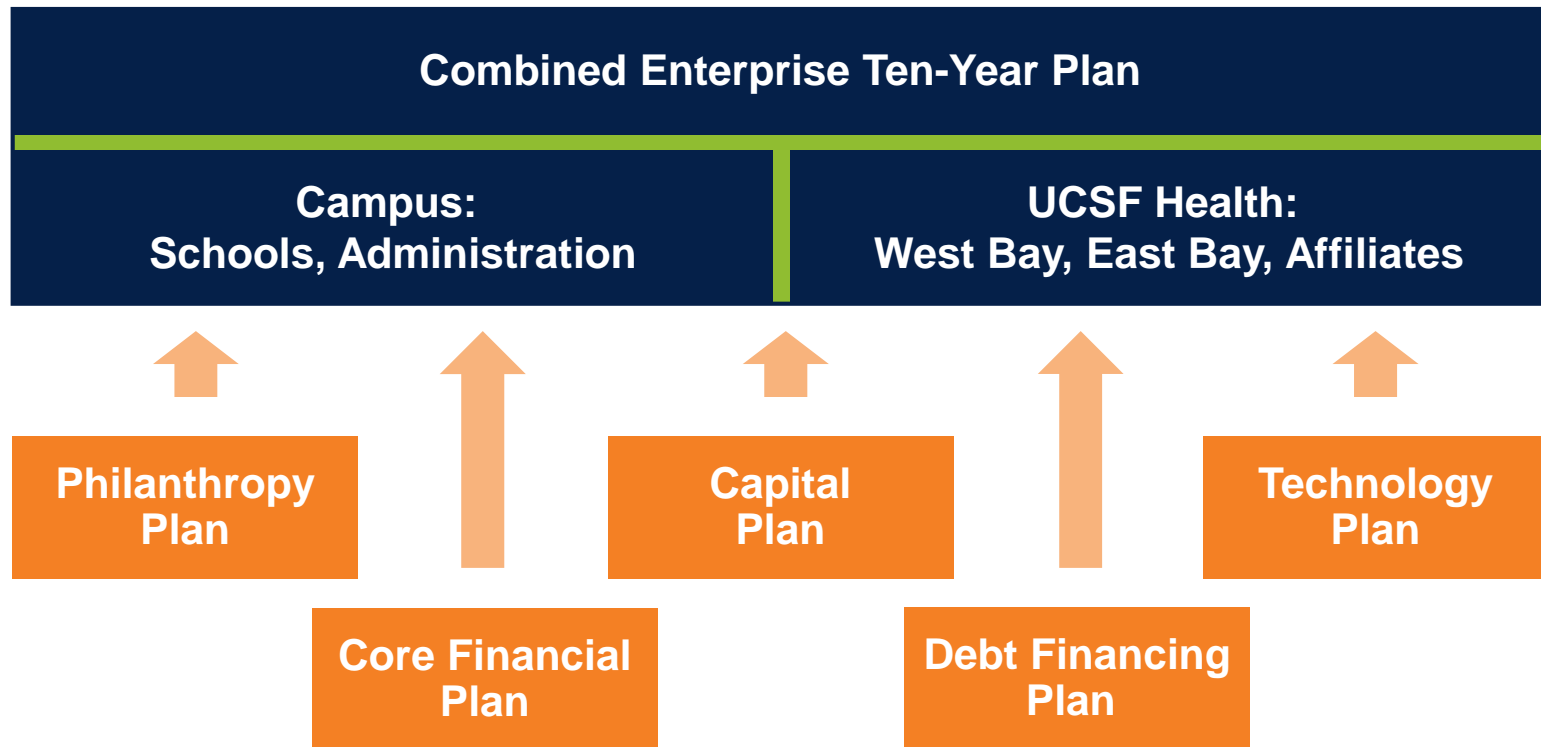 Combined Enterprise Ten-Year Plan
Campus:
Schools, Administration
UCSF Health:
West Bay, East Bay, Affiliates
Philanthropy
Plan
Capital
Plan
Technology
Plan
Core Financial
Plan
Debt Financing
Plan